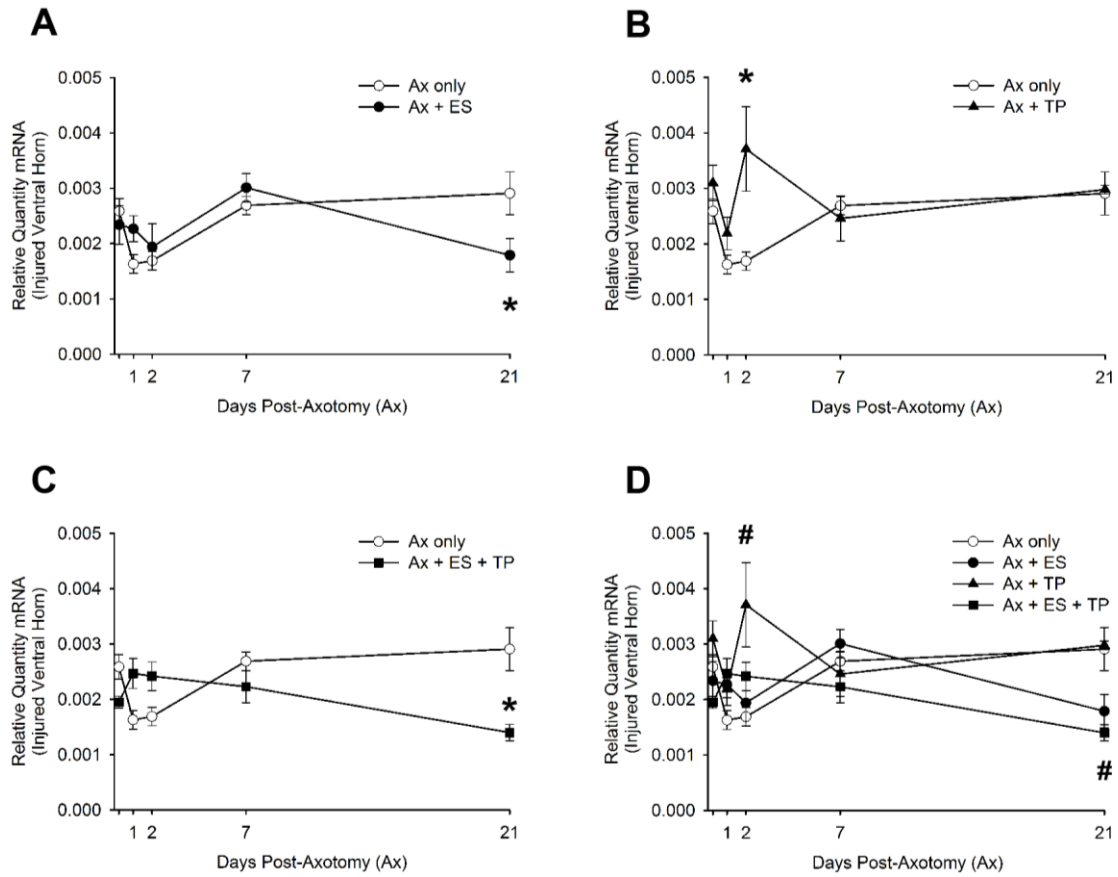 A
Relative Quantity mRNA
(Injured Ventral Horn)
0.005
0.004
0.003
0.002
0.001
0.000
Ax only
Ax + ES
*
1 2 7 21
Days Post-Axotomy (Ax)
B
Relative Quantity mRNA
(Injured Ventral Horn)
0.005
0.004
0.003
0.002
0.001
0.000
*
Ax only
Ax + TP
1 2 7 21
Days Post-Axotomy (Ax)
C
Relative Quantity mRNA
(Injured Ventral Horn)
0.005
0.004
0.003
0.002
0.001
0.000
Ax only
Ax + ES + TP
*
1 2 7 21
Days Post-Axotomy (Ax)
D
Relative Quantity mRNA
(Injured Ventral Horn)
0.005
0.004
0.003
0.002
0.001
0.000
#
Ax only
Ax + ES
Ax + TP
Ax + ES + TP
#
1 2 7 21
Days Post-Axotomy (Ax)